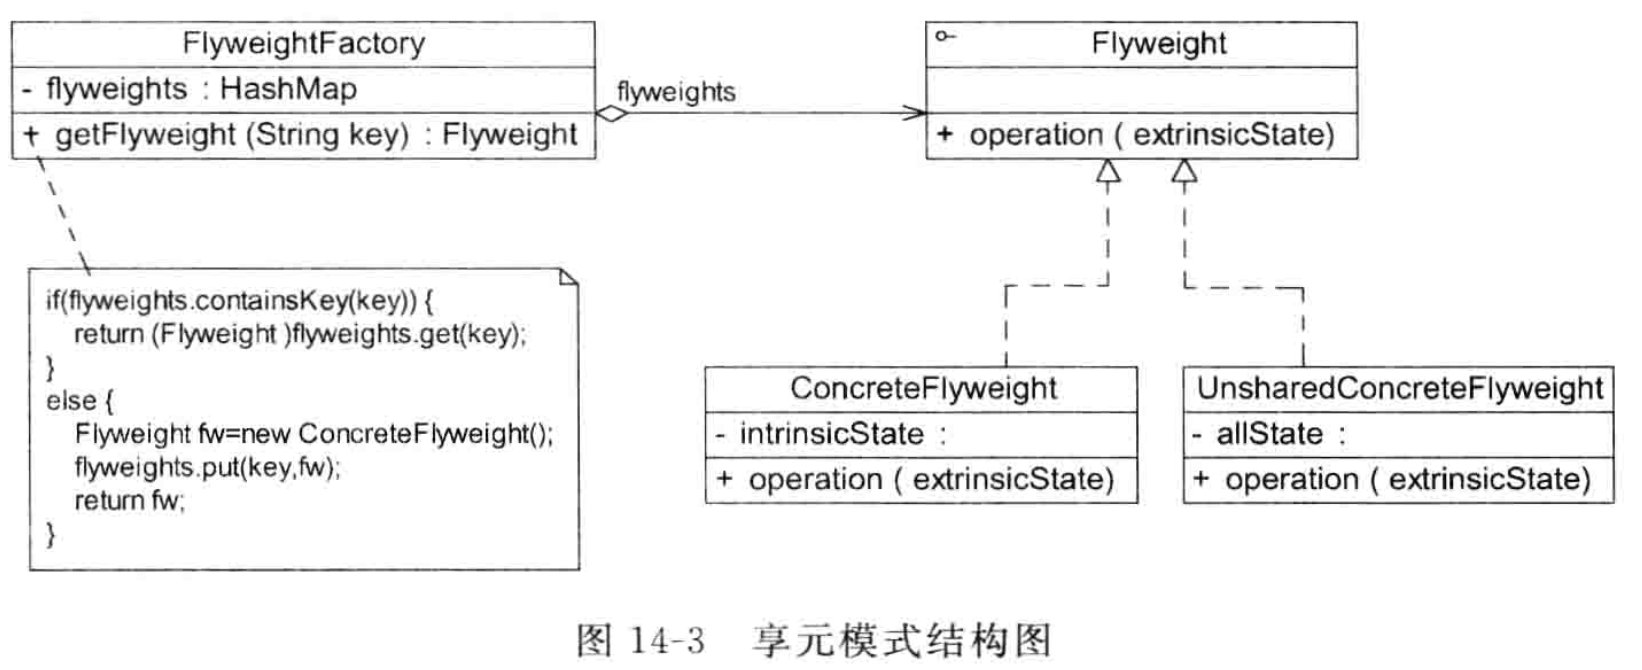 FlyweightFactory
- flyweights : HashMap
+ getFlyweight (String key) : Flyweight
flyweights
Flyweight
+ operation ( extrinsicState)
if(flyweights.containsKey(key)) {
return (Flyweight )flyweights.get(key);
}
else {
Flyweight fw=new ConcreteFlyweight();
flyweights.put(key,fw);
return fw;
}
ConcreteFlyweight
- intrinsicState :
+ operation ( extrinsicState)
UnsharedConcreteFlyweight
- allState :
+ operation ( extrinsicState)
图 14-3 享元模式结构图